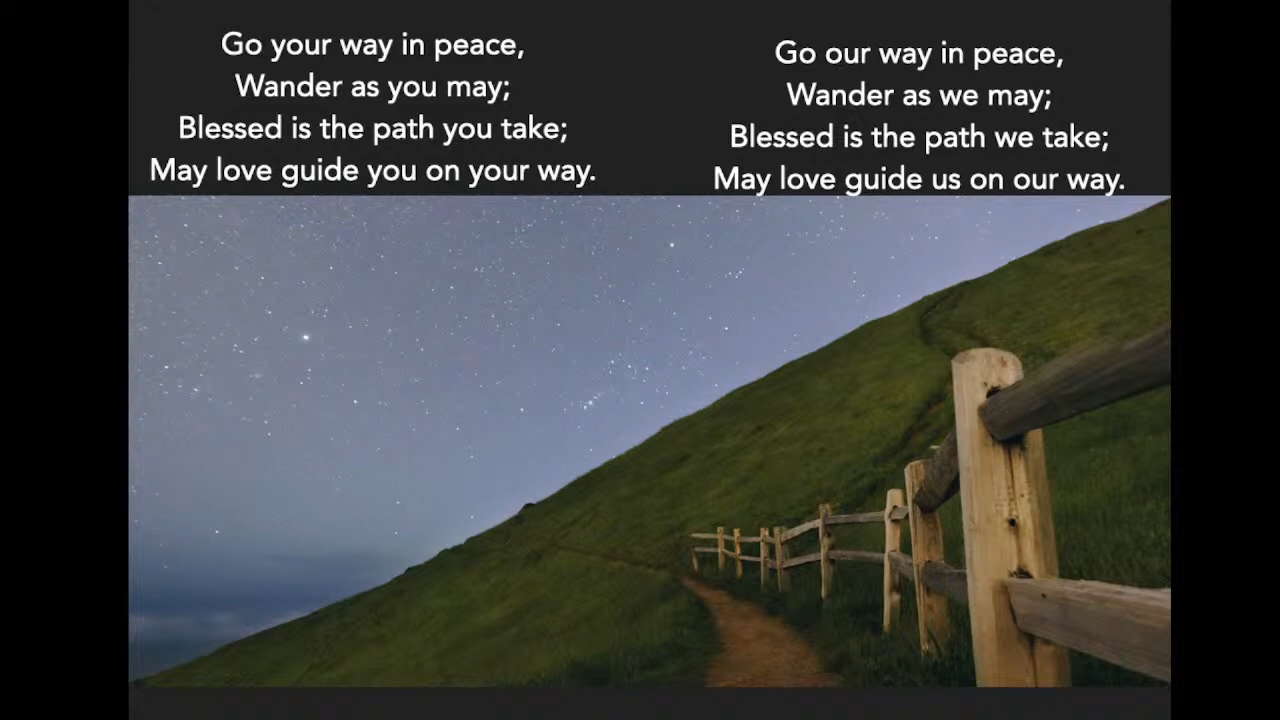 Go your way in peace,
Wander as you may;
Blessed is the path you take;
May love guide you on your way.
Go our way in peace,
Wander as we may;
Blessed is the path we take;
May love guide us on our way.